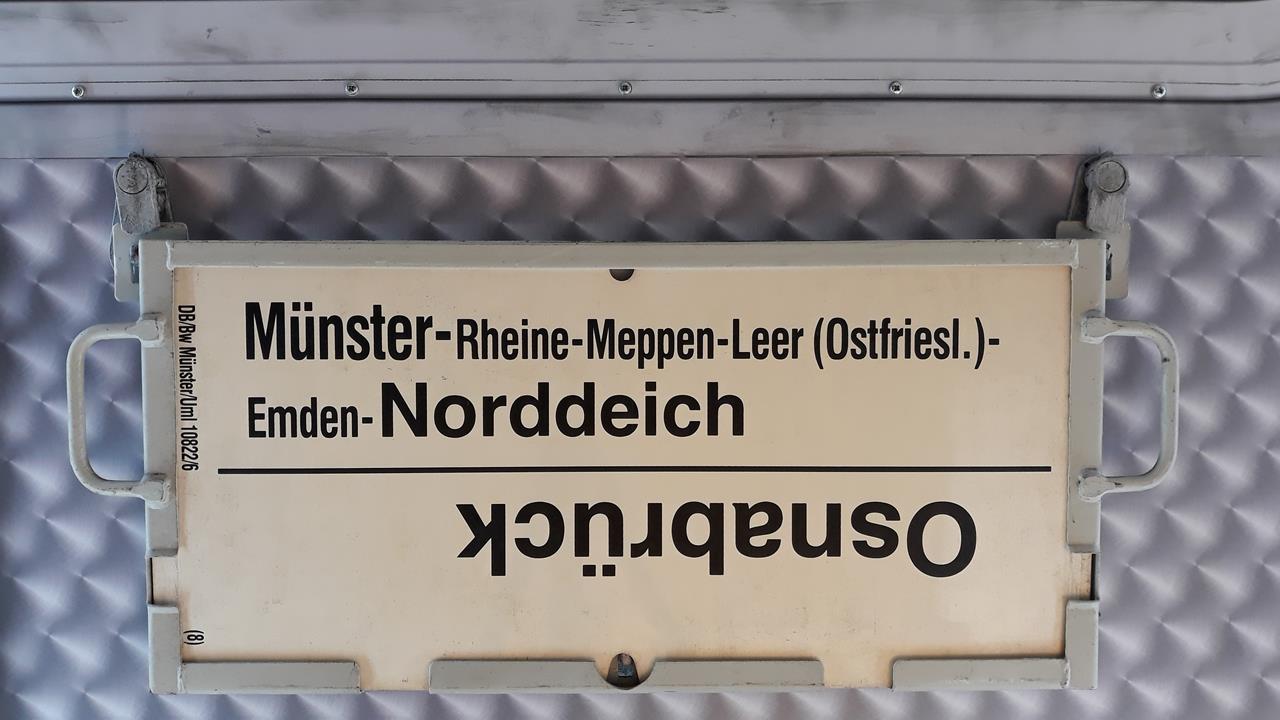 Münster-Rheine-Meppen-Leer (Ostfriesl.)-
Emden-Norddeich
Osnabrück
DB/Bw Münster/Uml 10822/6
(8)